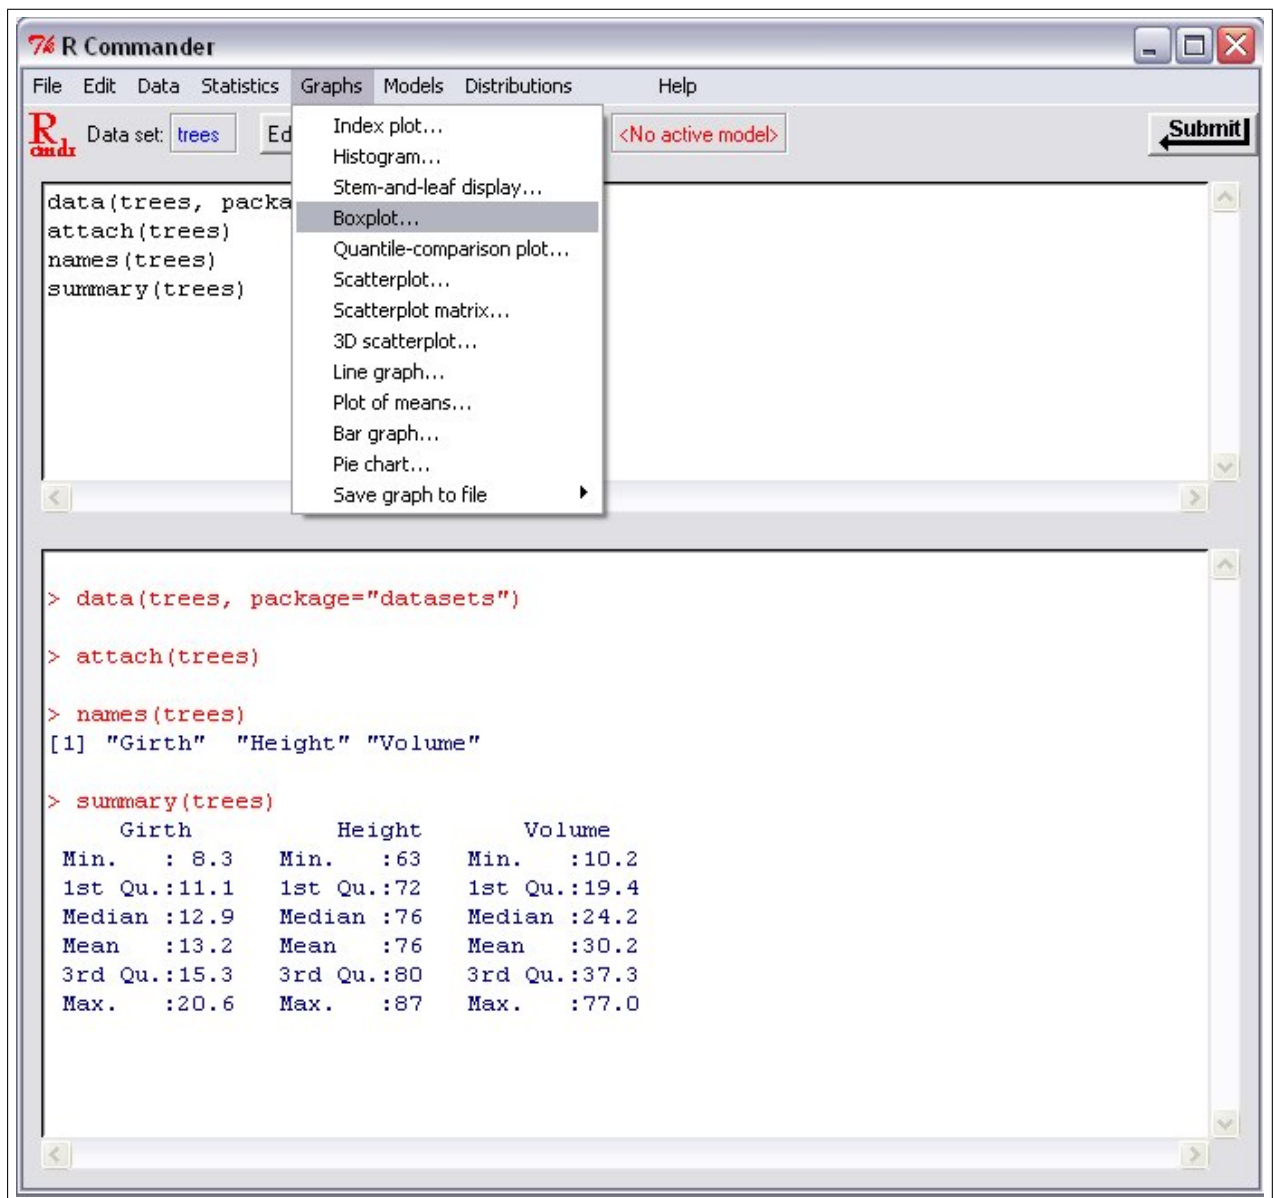 R Commander
File Edit Data Statistics Graphs Models Distributions Help
Rcmdr Data set: trees Ed <No active model> Submit
Index plot...
Histogram...
Stem-and-leaf display...
Boxplot...
Quantile-comparison plot...
Scatterplot...
Scatterplot matrix...
3D scatterplot...
Line graph...
Plot of means...
Bar graph...
Pie chart...
Save graph to file
data(trees, packa
attach(trees)
names(trees)
summary(trees)
> data(trees, package="datasets")
> attach(trees)
> names(trees)
[1] "Girth"  "Height" "Volume"
> summary(trees)
     Girth          Height       Volume
 Min.   : 8.3   Min.   :63   Min.   :10.2
 1st Qu.:11.1   1st Qu.:72   1st Qu.:19.4
 Median :12.9   Median :76   Median :24.2
 Mean   :13.2   Mean   :76   Mean   :30.2
 3rd Qu.:15.3   3rd Qu.:80   3rd Qu.:37.3
 Max.   :20.6   Max.   :87   Max.   :77.0